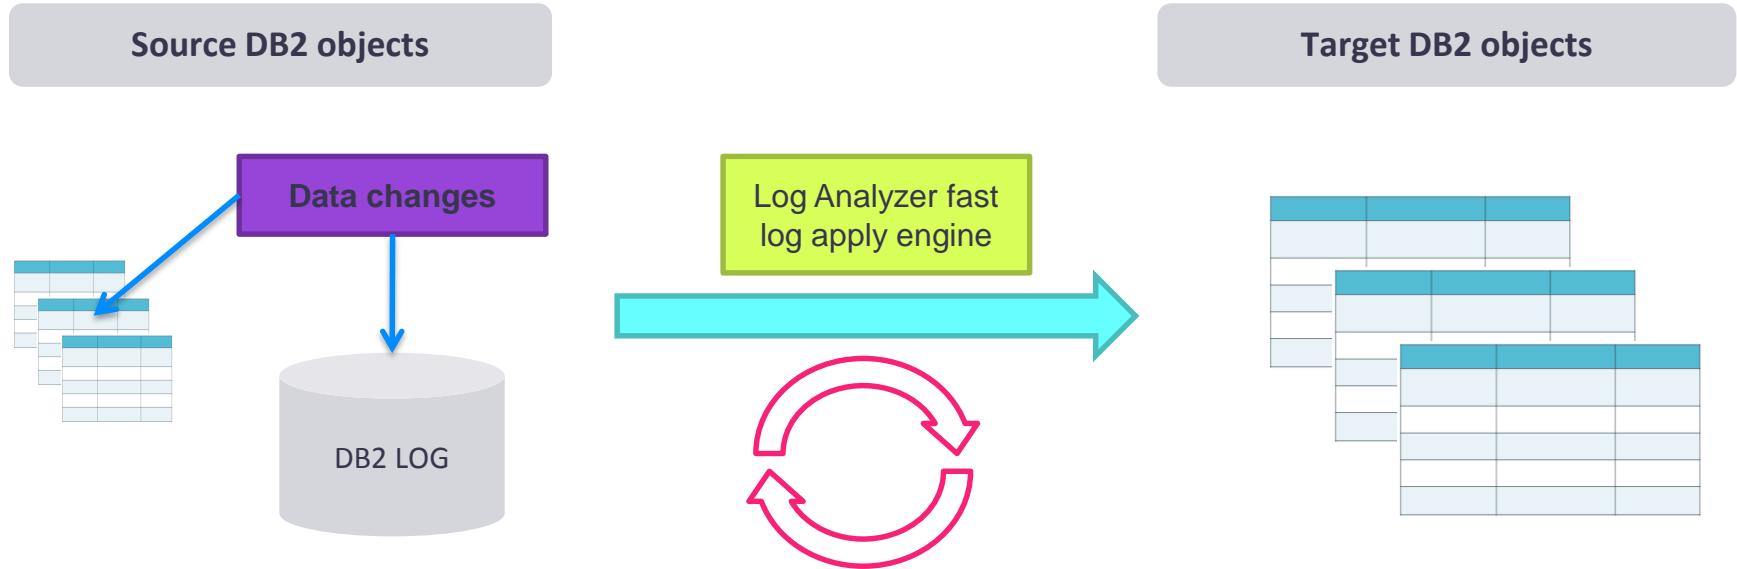 Source DB2 objects
Target DB2 objects
Data changes
Log Analyzer fast
log apply engine
DB2 LOG